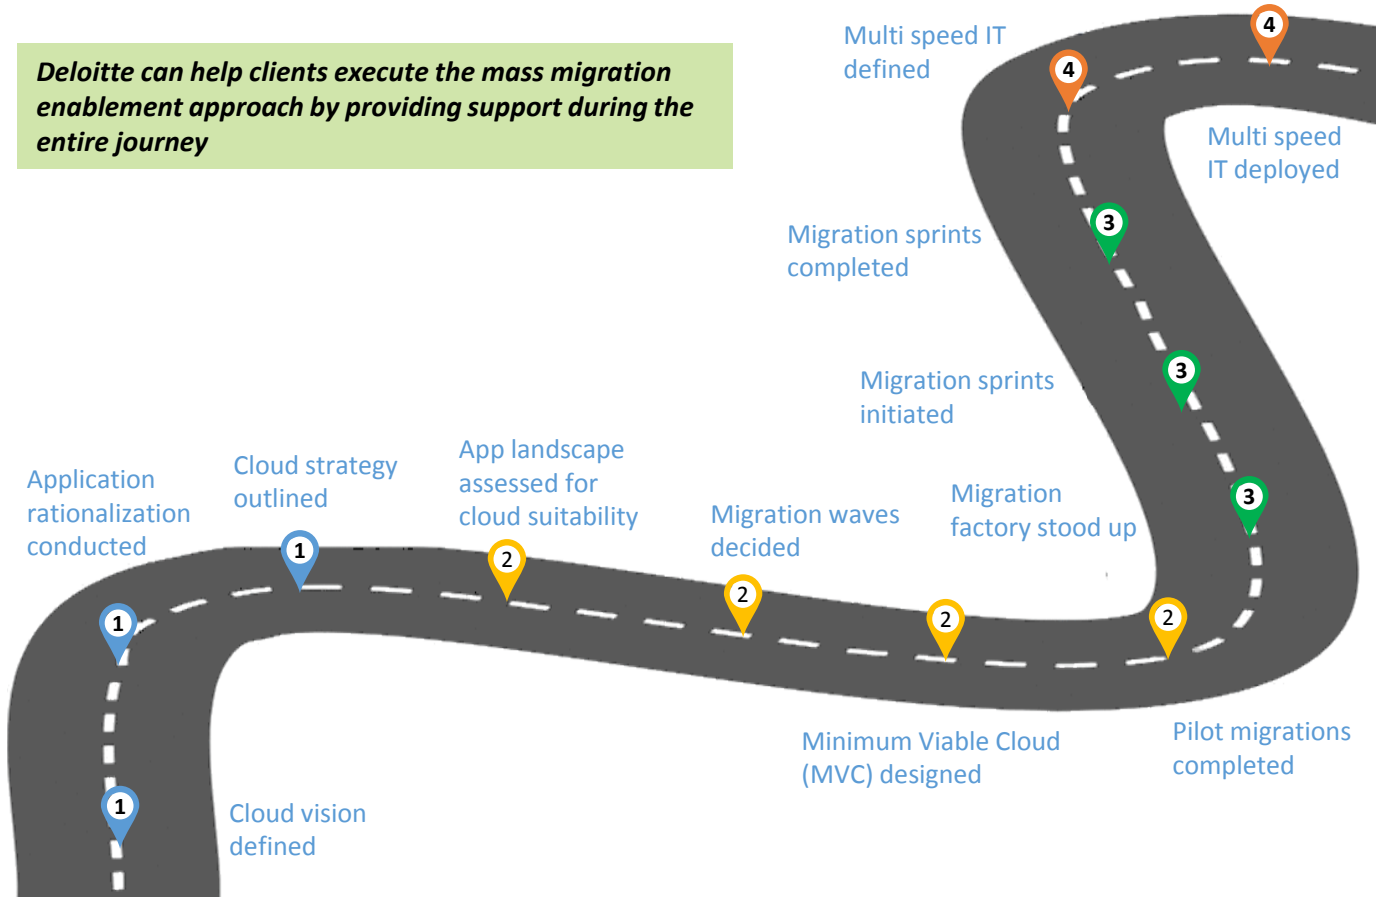 Deloitte can help clients execute the mass migration
enablement approach by providing support during the
entire journey
Multi speed IT
defined
4
4
Multi speed
IT deployed
Migration sprints
completed
3
Migration sprints
initiated
3
Migration
factory stood up
3
Application
rationalization
conducted
1
Cloud strategy
outlined
1
App landscape
assessed for
cloud suitability
2
Migration waves
decided
2
2
Minimum Viable Cloud
(MVC) designed
2
Pilot migrations
completed
1
Cloud vision
defined